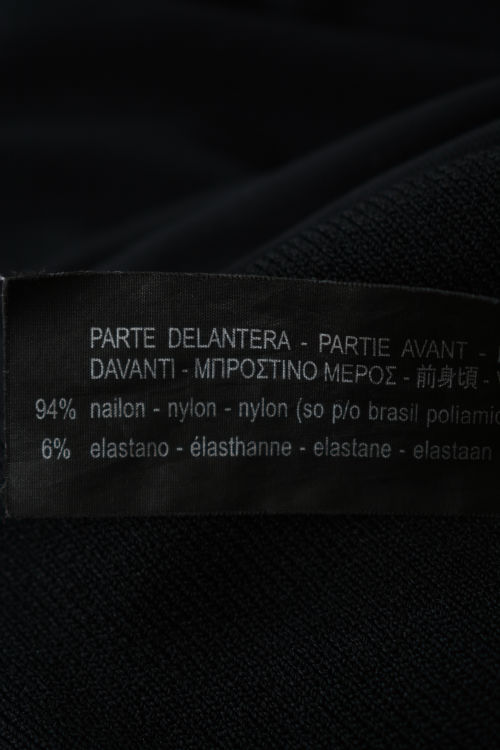 PARTE DELANTERA - PARTIE AVANT -
DAVANTI - ΜΠΡΟΣΤΙΝΟ ΜΕΡΟΣ - 前身頃 -
94% nailon - nylon - nylon (so p/o brasil poliamid
6% elastano - élasthanne - elastane - elastaan